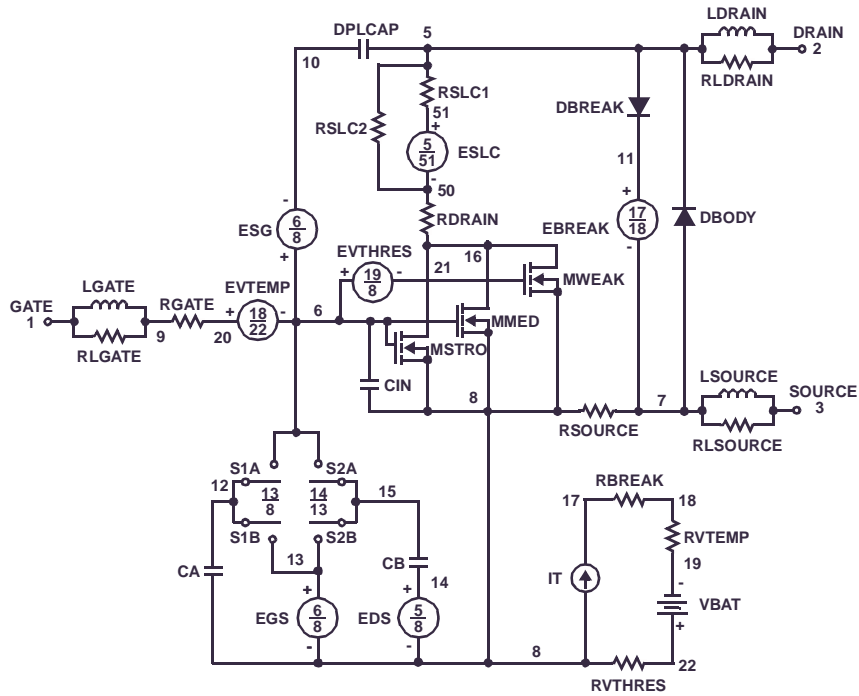 LDRAIN
DPLCAP 5 DRAIN
10 2
RLDRAIN
RSLC1
51
DBREAK
RSLC2
+
5
51
ESLC
-
50
11
-
+
6
8
ESG
RDRAIN
17
18
EBREAK
DBODY
+
EVTHRES
16
-
+ 19 - 21
8
MWEAK
LGATE
EVTEMP
GATE RGATE + 18 - 6
22
MMED
1
9 20
MSTRO
RLGATE
LSOURCE
CIN
8 7 SOURCE
3
RSOURCE
RLSOURCE
S1A S2A
12 13 14 15
8 13
RBREAK
17 18
S1B S2B
RVTEMP
13 CB
CA 14 IT 19
-
+ +
VBAT
EGS 6 EDS 5
8 8
+
- - 8 22
RVTHRES